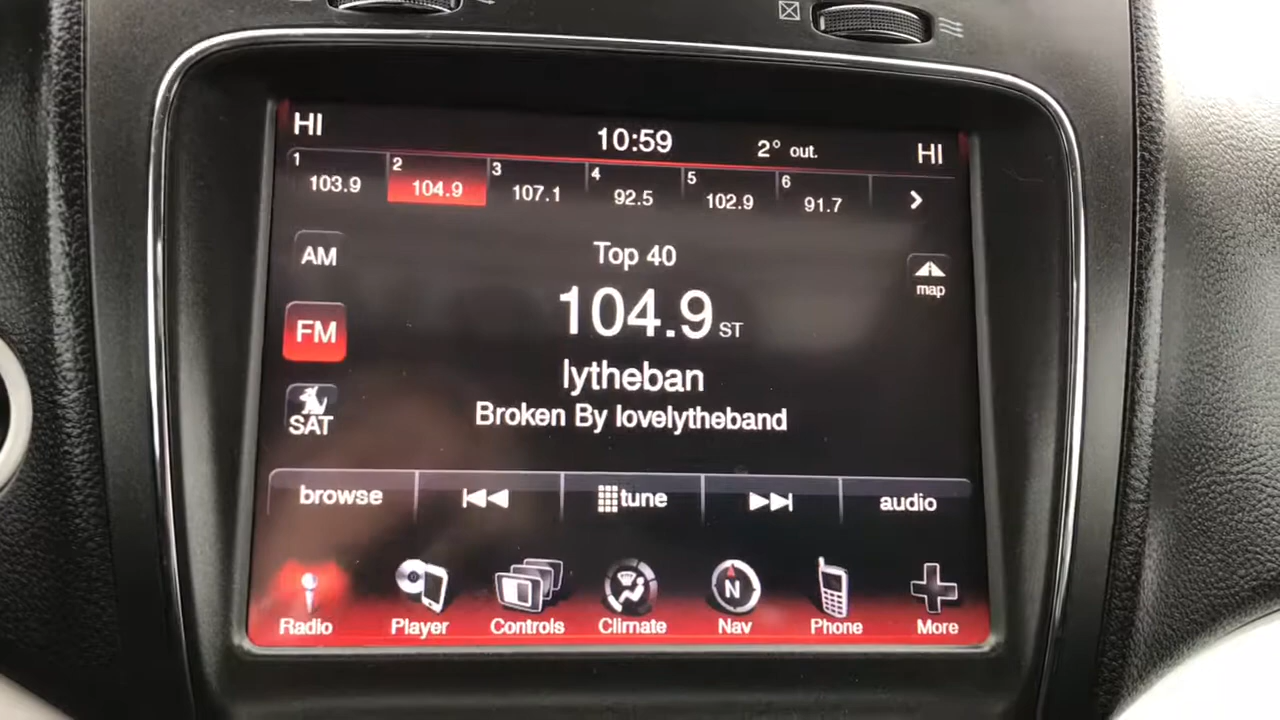 HI 10:59 2° out. HI
1 2 3 4 5 6
103.9 104.9 107.1 92.5 102.9 91.7
AM Top 40
map
FM 104.9 ST
lytheban
SAT Broken By lovelytheband
browse tune audio
N
Radio Player Controls Climate Nav Phone More